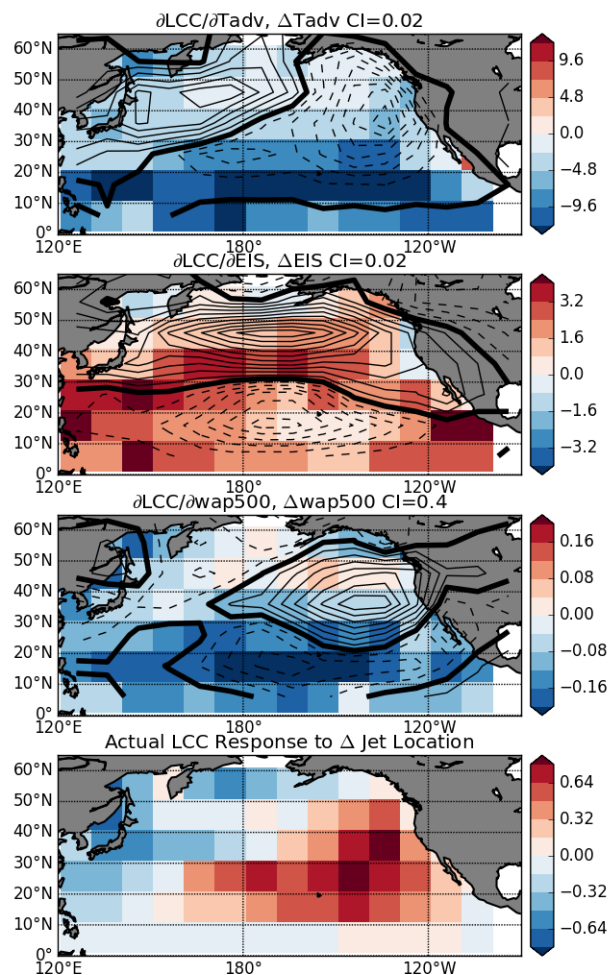 ∂LCC/∂Tadv, ΔTadv CI=0.02
60°N
50°N
40°N
30°N
20°N
10°N
0°
120°E 180° 120°W
9.6
4.8
0.0
−4.8
−9.6
∂LCC/∂EIS, ΔEIS CI=0.02
60°N
50°N
40°N
30°N
20°N
10°N
0°
120°E 180° 120°W
3.2
1.6
0.0
−1.6
−3.2
∂LCC/∂wap500, Δwap500 CI=0.4
60°N
50°N
40°N
30°N
20°N
10°N
0°
120°E 180° 120°W
0.16
0.08
0.00
−0.08
−0.16
Actual LCC Response to Δ Jet Location
60°N
50°N
40°N
30°N
20°N
10°N
0°
120°E 180° 120°W
0.64
0.32
0.00
−0.32
−0.64